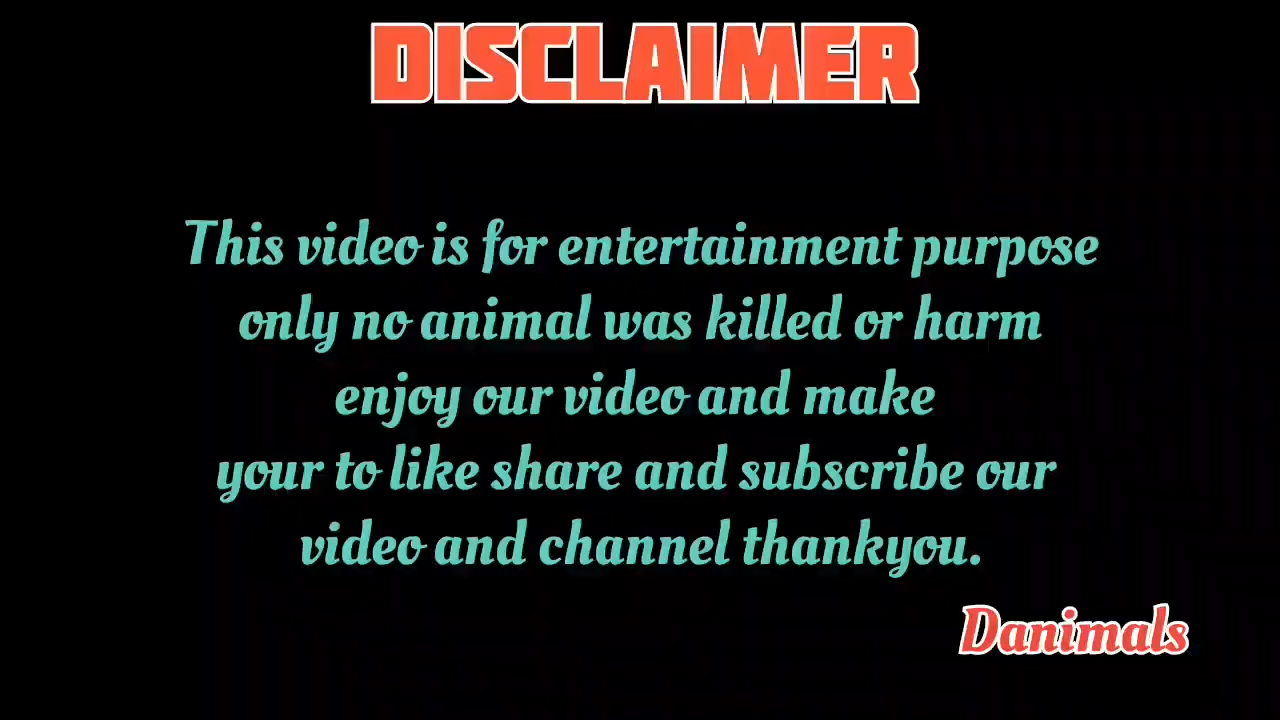 DISCLAIMER
This video is for entertainment purpose
only no animal was killed or harm
enjoy our video and make
your to like share and subscribe our
video and channel thankyou.
Danimals